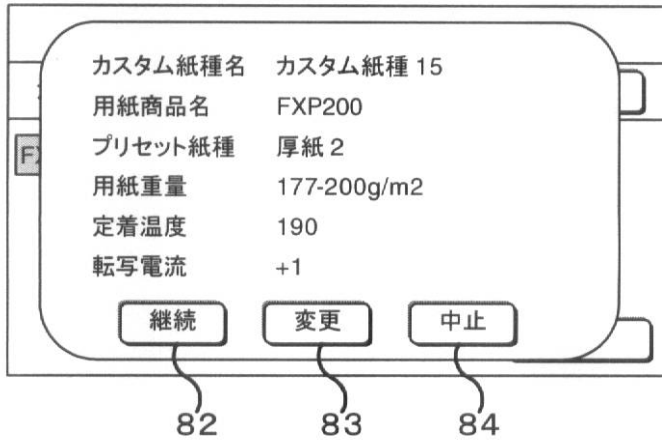 カスタム紙種名 カスタム紙種 15
用紙商品名 FXP200
プリセット紙種 厚紙 2
用紙重量 177-200g/m2
定着温度 190
転写電流 +1
継続 変更 中止
82 83 84